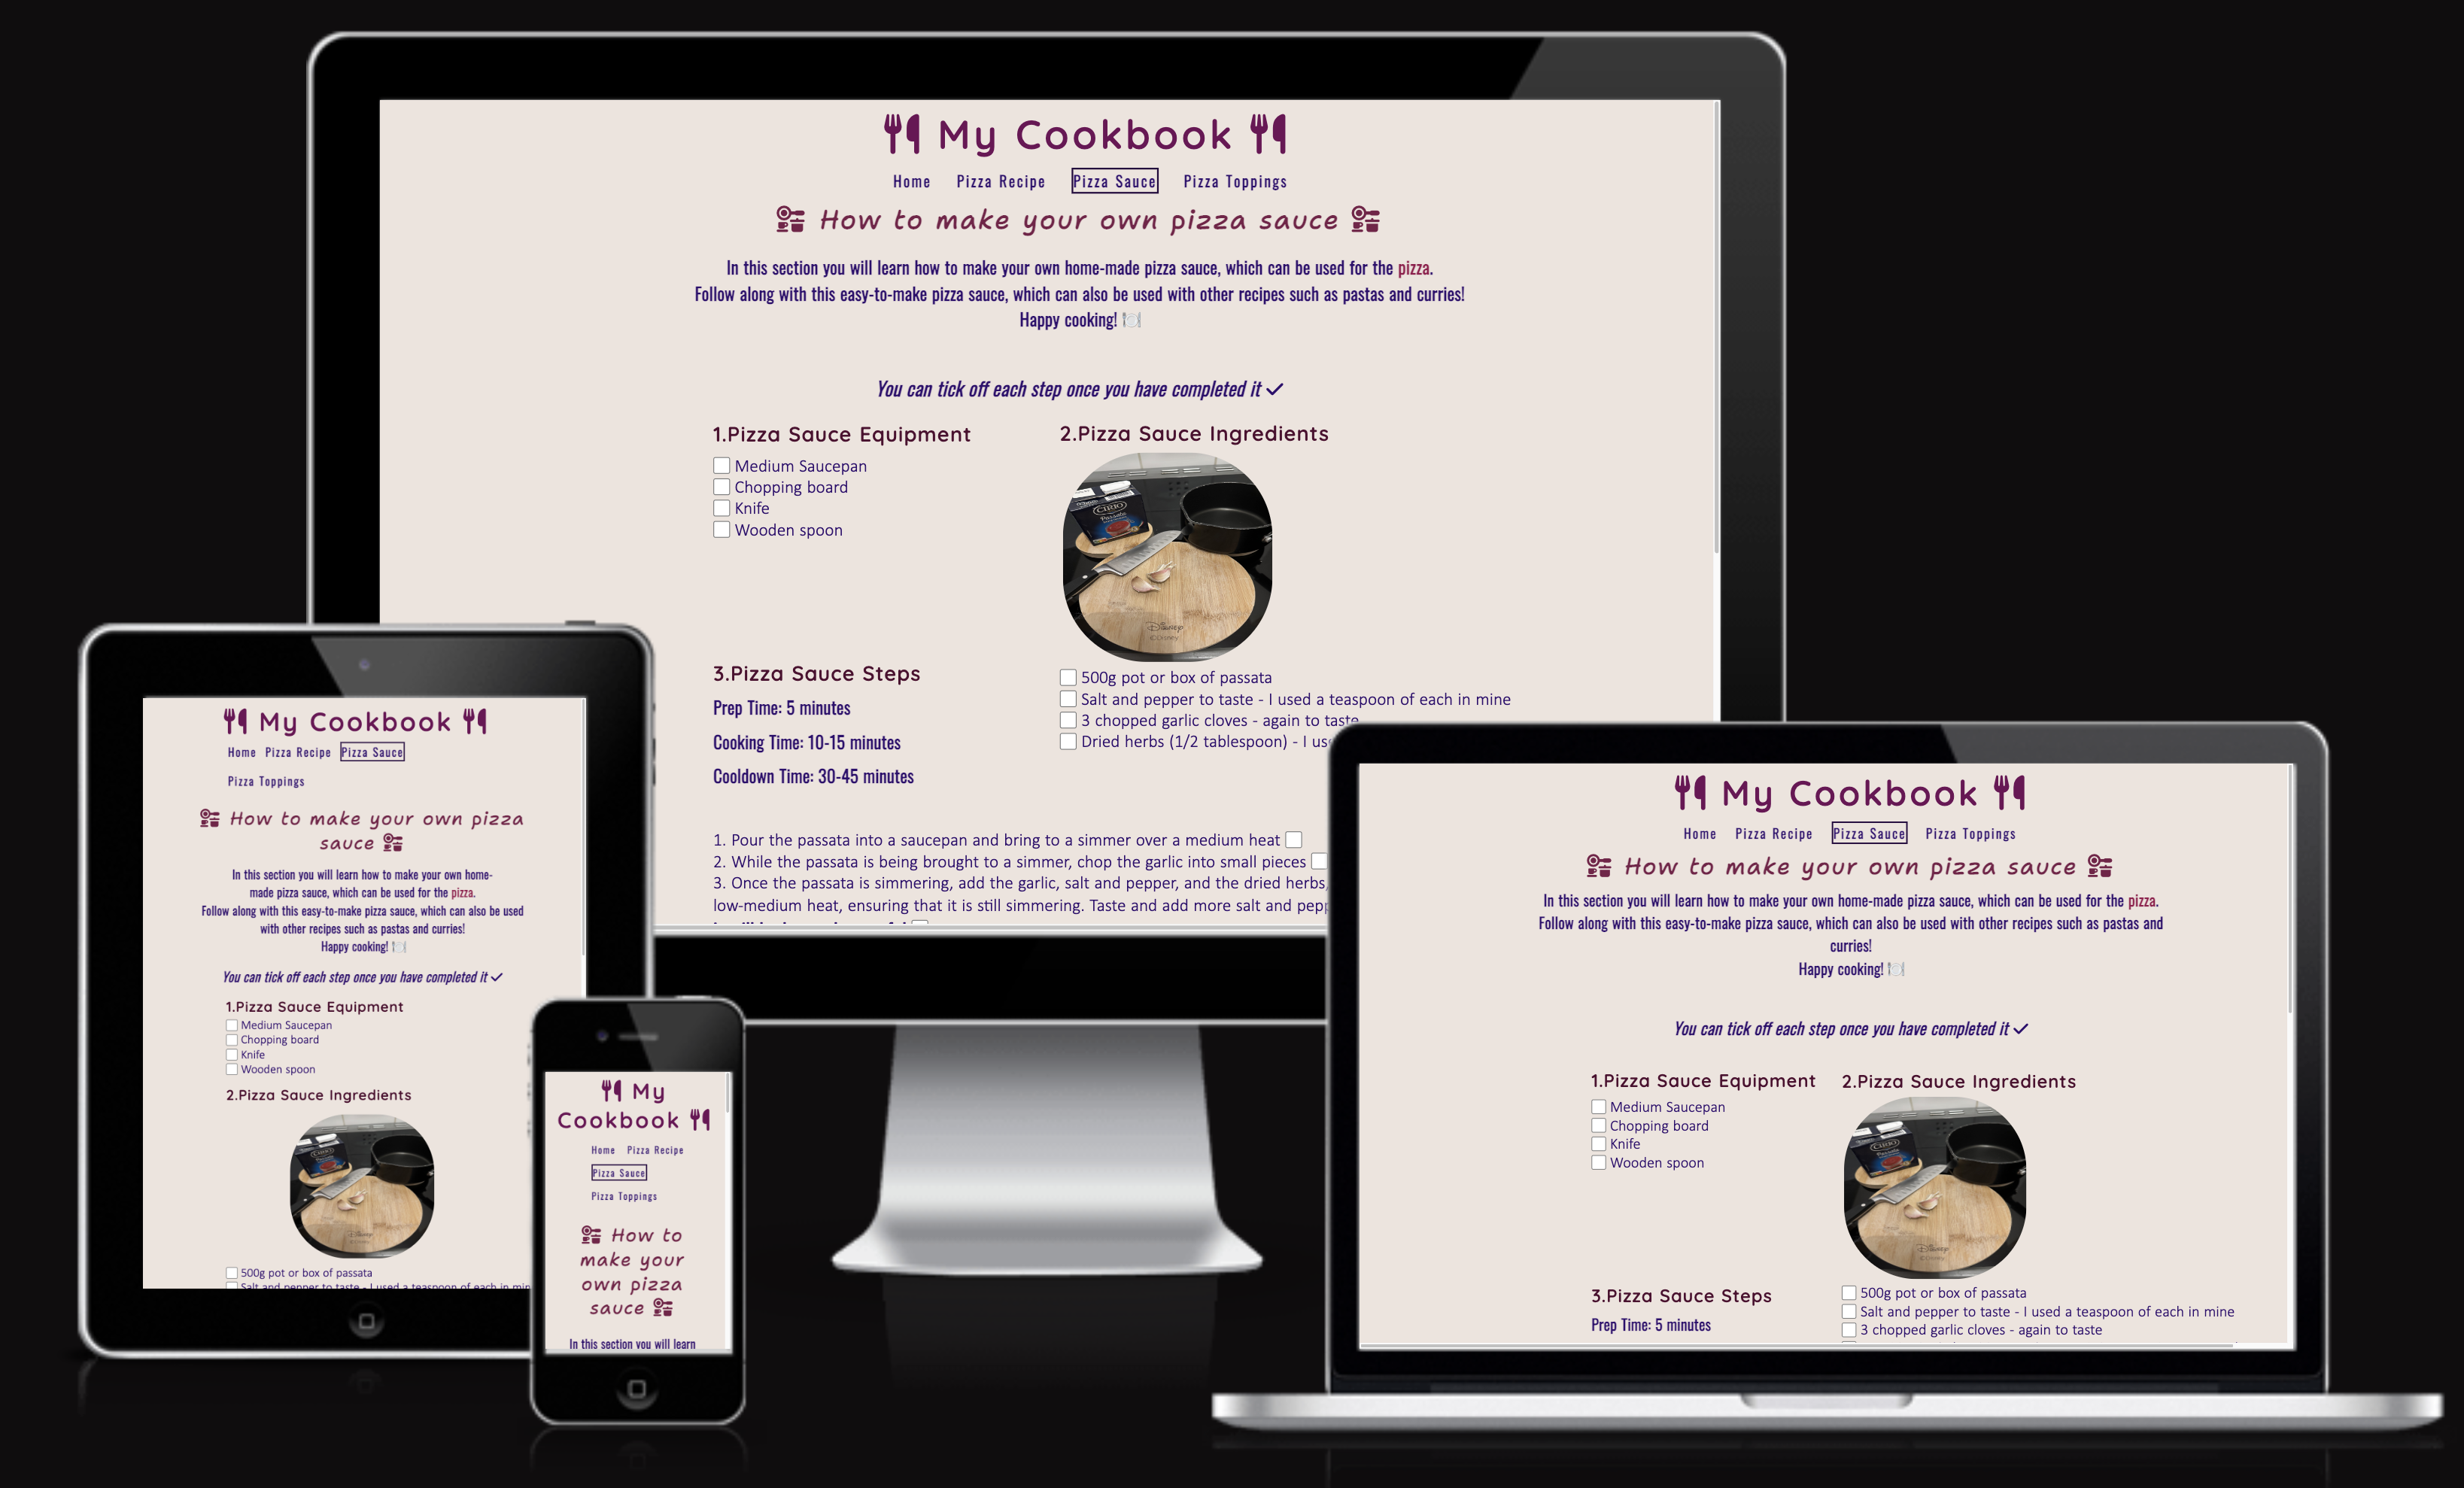 My Cookbook
Home Pizza Recipe Pizza Sauce Pizza Toppings
How to make your own pizza sauce
In this section you will learn how to make your own home-made pizza sauce, which can be used for the pizza.
Follow along with this easy-to-make pizza sauce, which can also be used with other recipes such as pastas and curries!
Happy cooking!
You can tick off each step once you have completed it
1.Pizza Sauce Equipment
Medium Saucepan
Chopping board
Knife
Wooden spoon
2.Pizza Sauce Ingredients
CIRIO
Passata
Disney
©Disney
500g pot or box of passata
Salt and pepper to taste - I used a teaspoon of each in mine
3 chopped garlic cloves - again to taste
Dried herbs (1/2 tablespoon) - I
3.Pizza Sauce Steps
Prep Time: 5 minutes
Cooking Time: 10-15 minutes
Cooldown Time: 30-45 minutes
1. Pour the passata into a saucepan and bring to a simmer over a medium heat
2. While the passata is being brought to a simmer, chop the garlic into small pieces
3. Once the passata is simmering, add the garlic, salt and pepper, and the dried herbs,
low-medium heat, ensuring that it is still simmering. Taste and add more salt and
My Cookbook
Home Pizza Recipe Pizza Sauce
Pizza Toppings
How to make your own pizza
sauce
In this section you will learn how to make your own home-
made pizza sauce, which can be used for the pizza.
Follow along with this easy-to-make pizza sauce, which can also be used
with other recipes such as pastas and curries!
Happy cooking!
You can tick off each step once you have completed it
1.Pizza Sauce Equipment
Medium Saucepan
Chopping board
Knife
Wooden spoon
2.Pizza Sauce Ingredients
CIRIO
Disney
500g pot or box of passata
Salt and pepper to taste - I used a teaspoon of each in
My
Cookbook
Home Pizza Recipe
Pizza Sauce
Pizza Toppings
How to
make your
own pizza
sauce
In this section you will learn
My Cookbook
Home Pizza Recipe Pizza Sauce Pizza Toppings
How to make your own pizza sauce
In this section you will learn how to make your own home-made pizza sauce, which can be used for the pizza.
Follow along with this easy-to-make pizza sauce, which can also be used with other recipes such as pastas and
curries!
Happy cooking!
You can tick off each step once you have completed it
1.Pizza Sauce Equipment
Medium Saucepan
Chopping board
Knife
Wooden spoon
2.Pizza Sauce Ingredients
CIRIO
Passata
Disney
500g pot or box of passata
Salt and pepper to taste - I used a teaspoon of each in mine
3 chopped garlic cloves - again to taste
3.Pizza Sauce Steps
Prep Time: 5 minutes